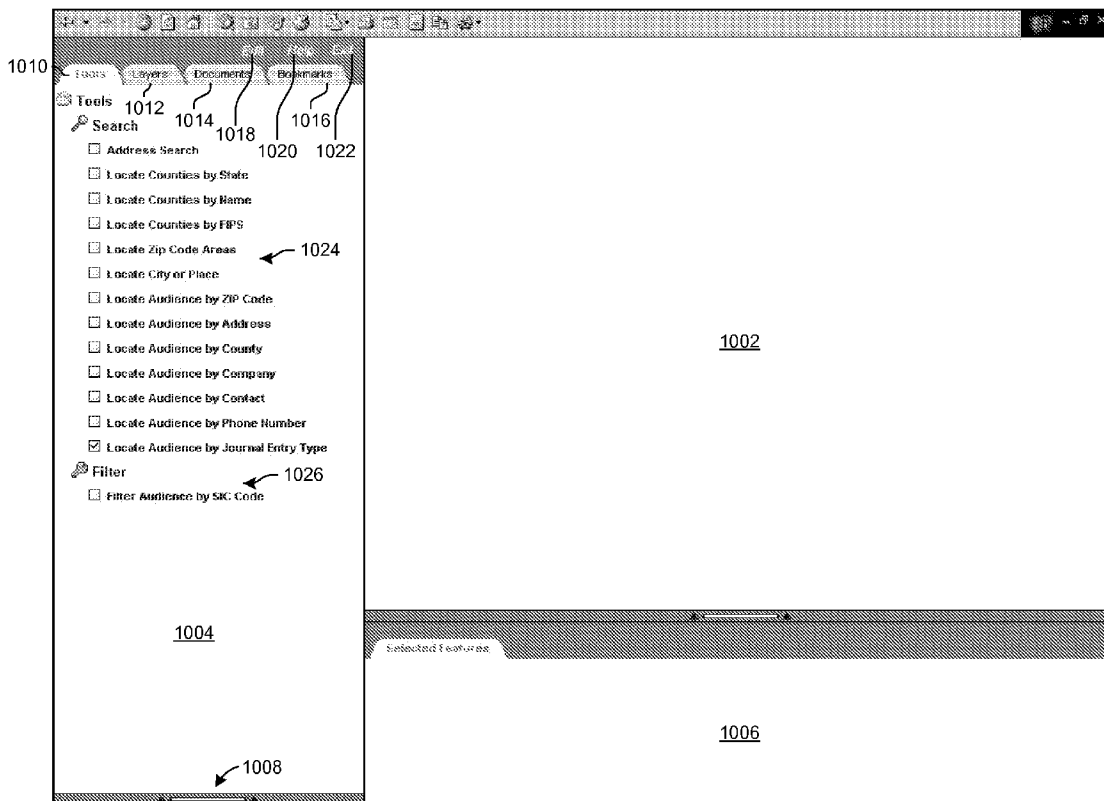 Edit Help Exit
1010 Tools Layers Documents Bookmarks
1012 1014 1018 1020 1016 1022
Tools
Search
Address Search
Locate Counties by State
Locate Counties by Name
Locate Counties by FIPS
Locate Zip Code Areas
1024
Locate City or Place
Locate Audience by ZIP Code
Locate Audience by Address
Locate Audience by County
Locate Audience by Company
Locate Audience by Contact
Locate Audience by Phone Number
Locate Audience by Journal Entry Type
Filter
1026
Filter Audience by SIC Code
1002
1004
Selected Features
1006
1008